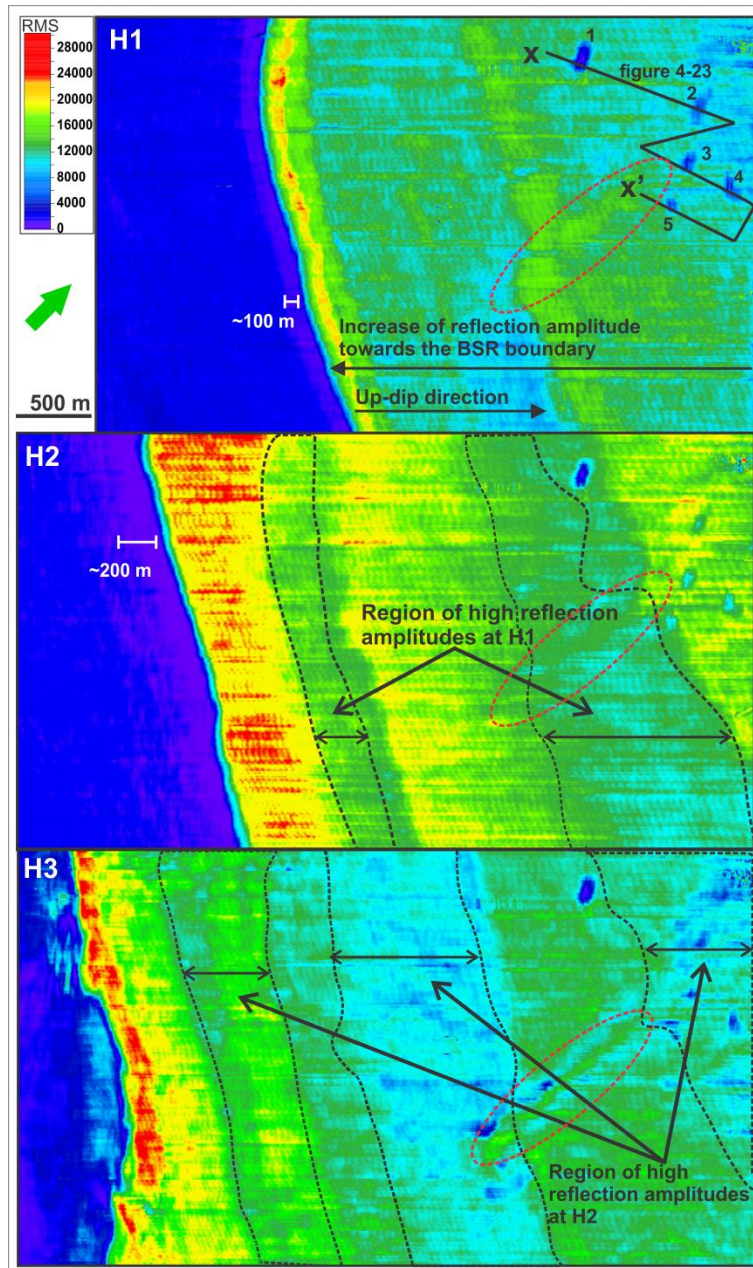 RMS
28000
24000
20000
16000
12000
8000
4000
0
500 m
H1
x
1
figure 4-23
2
3
4
x'
5
~100 m
Increase of reflection amplitude
towards the BSR boundary
Up-dip direction
H2
~200 m
Region of high reflection
amplitudes at H1
H3
Region of high
reflection amplitudes
at H2